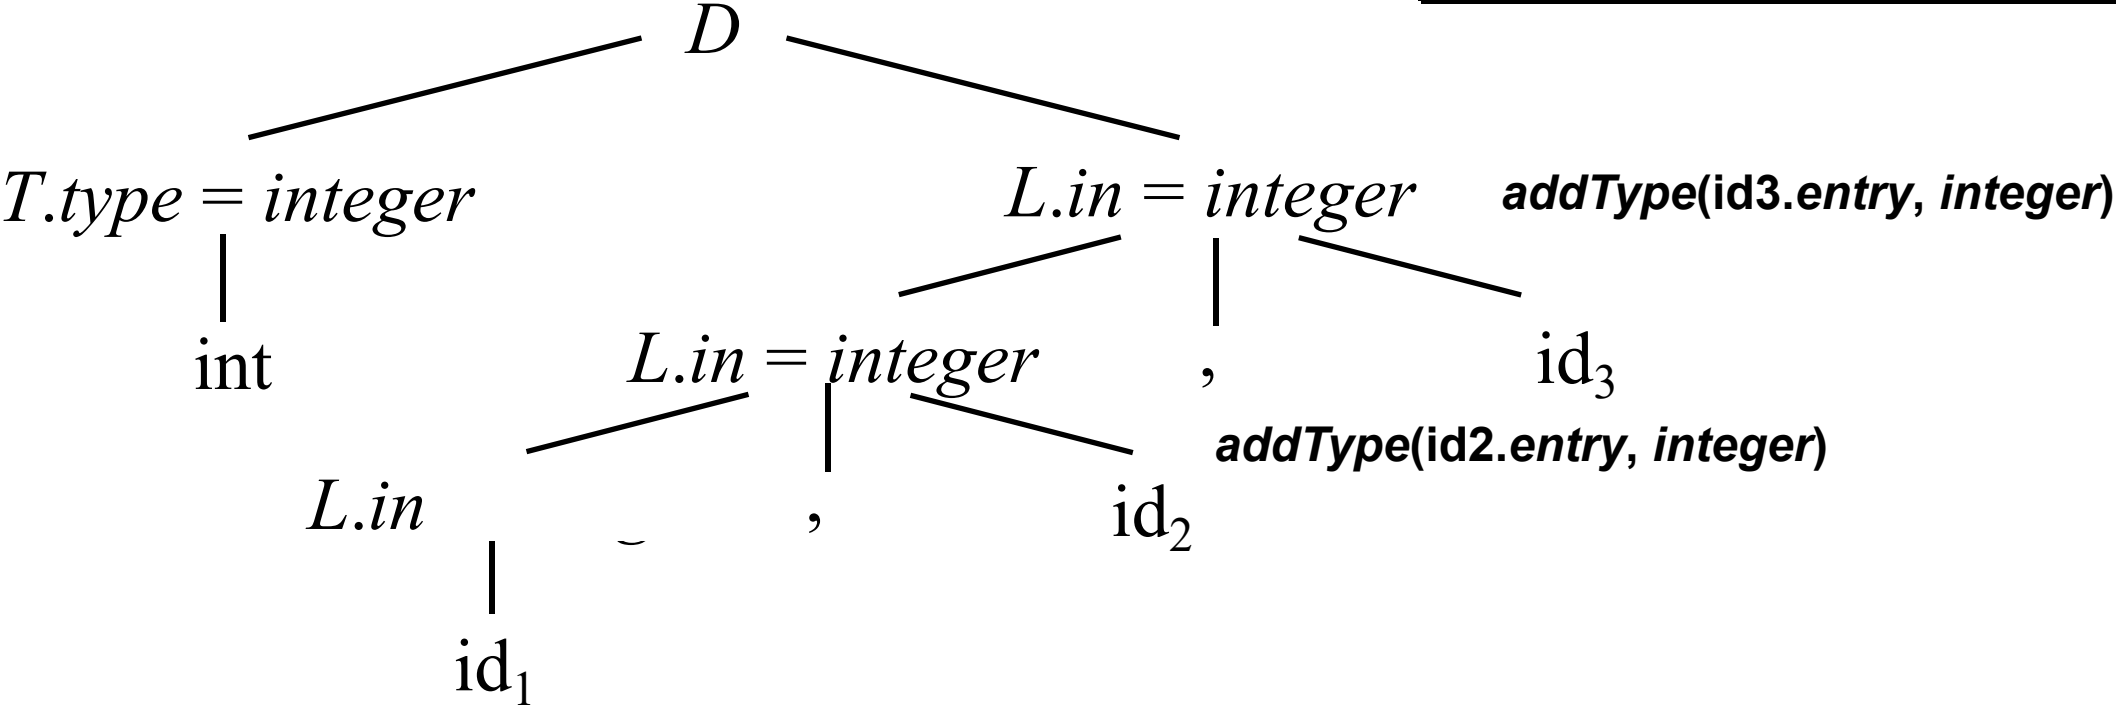 D
T.type = integer
L.in = integer
addType(id3.entry, integer)
int
L.in = integer
,
id₃
addType(id2.entry, integer)
L.in
,
id₂
id₁